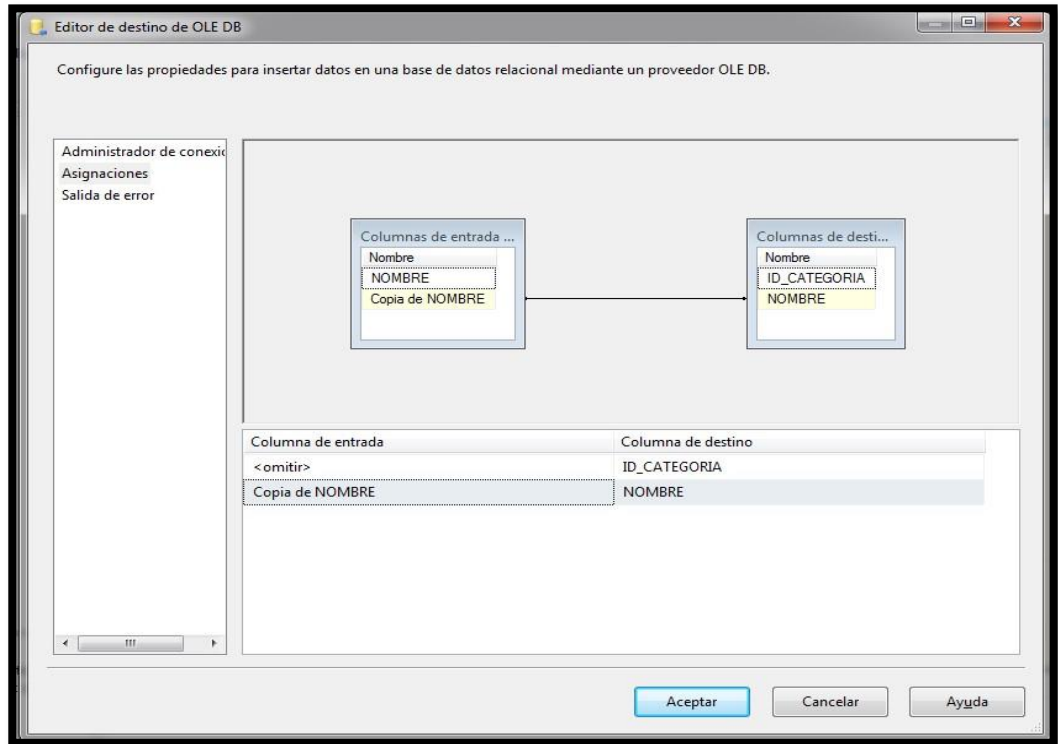 Editor de destino de OLE DB
Configure las propiedades para insertar datos en una base de datos relacional mediante un proveedor OLE DB.
Administrador de conexic
Asignaciones
Salida de error
Columnas de entrada ...
Nombre
NOMBRE
Copia de NOMBRE
Columnas de desti...
Nombre
ID_CATEGORIA
NOMBRE
Columna de entrada Columna de destino
<omitir> ID_CATEGORIA
Copia de NOMBRE NOMBRE
Aceptar Cancelar Ayuda